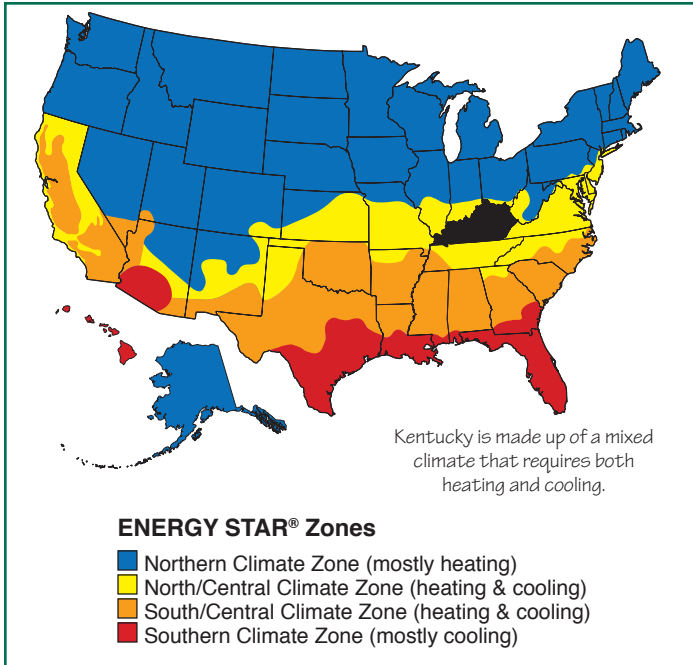 Kentucky is made up of a mixed
climate that requires both
heating and cooling.
ENERGY STAR® Zones
Northern Climate Zone (mostly heating)
North/Central Climate Zone (heating & cooling)
South/Central Climate Zone (heating & cooling)
Southern Climate Zone (mostly cooling)